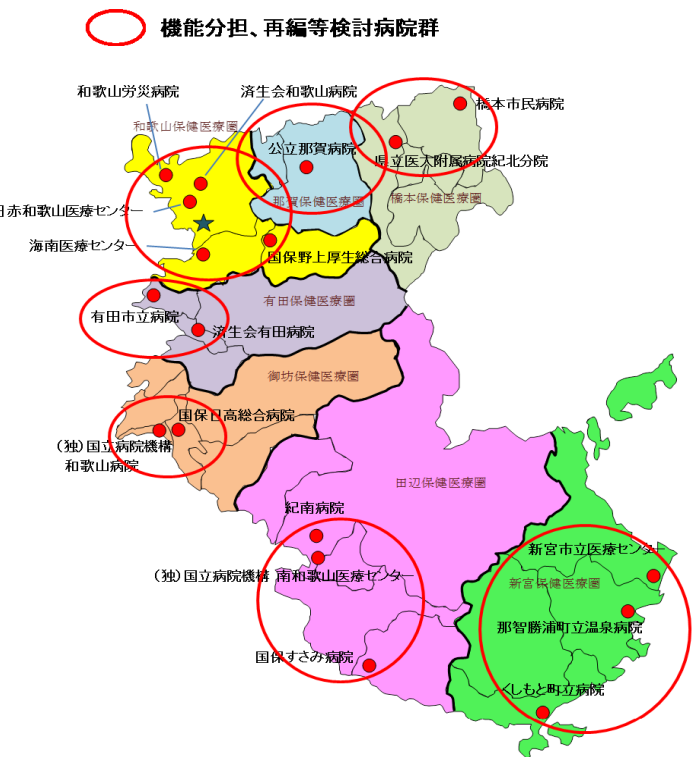 機能分担、再編等検討病院群
和歌山労災病院
済生会和歌山病院
橋本市民病院
和歌山保健医療圏
公立那賀病院
県立医大附属病院紀北分院
那賀保健医療圏
橋本保健医療圏
日赤和歌山医療センター
海南医療センター
国保野上厚生総合病院
有田保健医療圏
有田市立病院
済生会有田病院
御坊保健医療圏
国保日高総合病院
（独）国立病院機構
和歌山病院
田辺保健医療圏
紀南病院
新宮市立医療センター
（独）国立病院機構 南和歌山医療センター
新宮保健医療圏
那智勝浦町立温泉病院
国保すさみ病院
くしもと町立病院